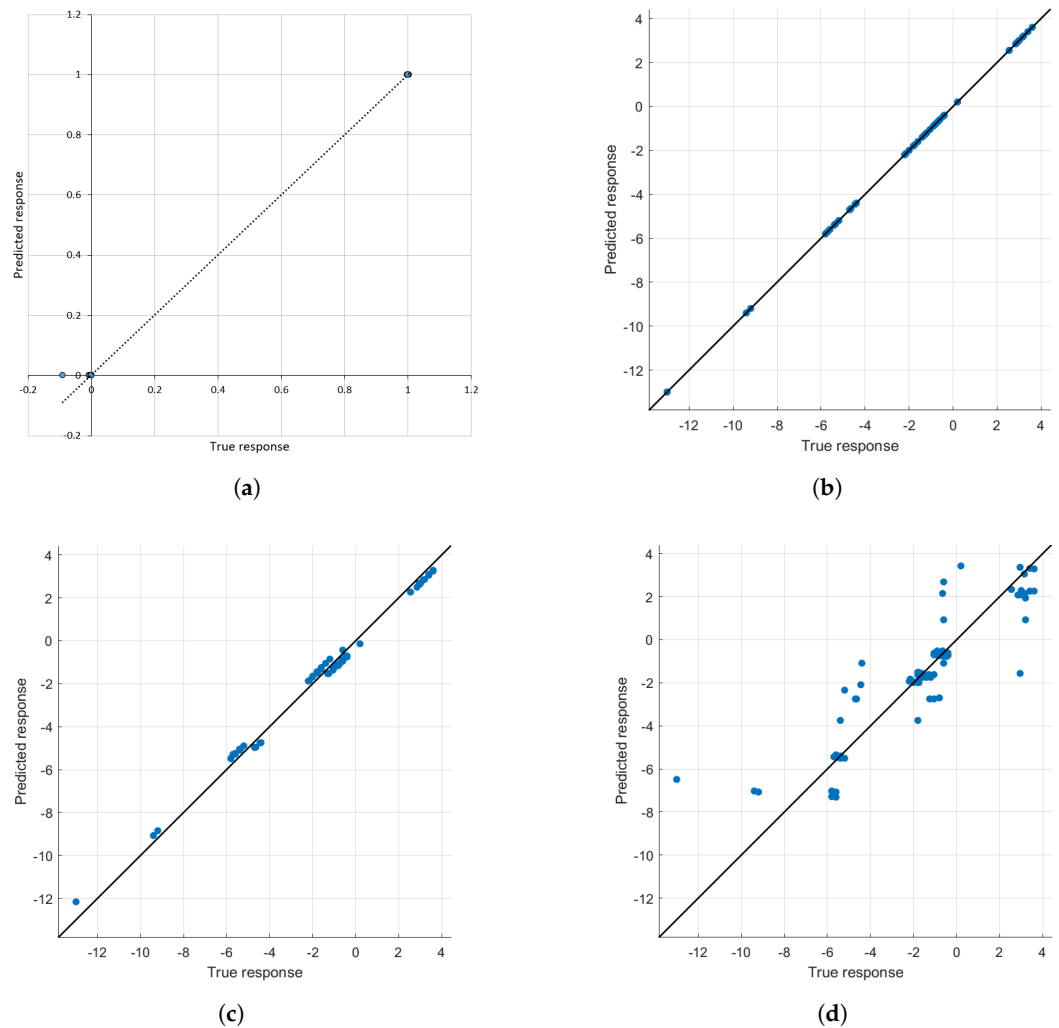 1.2
1
0.8
0.6
0.4
0.2
0
-0.2
-0.2 0 0.2 0.4 0.6 0.8 1 1.2
Predicted response
True response
(a)
4
2
0
-2
-4
-6
-8
-10
-12
-12 -10 -8 -6 -4 -2 0 2 4
Predicted response
True response
(b)
4
2
0
-2
-4
-6
-8
-10
-12
-12 -10 -8 -6 -4 -2 0 2 4
Predicted response
True response
(c)
4
2
0
-2
-4
-6
-8
-10
-12
-12 -10 -8 -6 -4 -2 0 2 4
Predicted response
True response
(d)